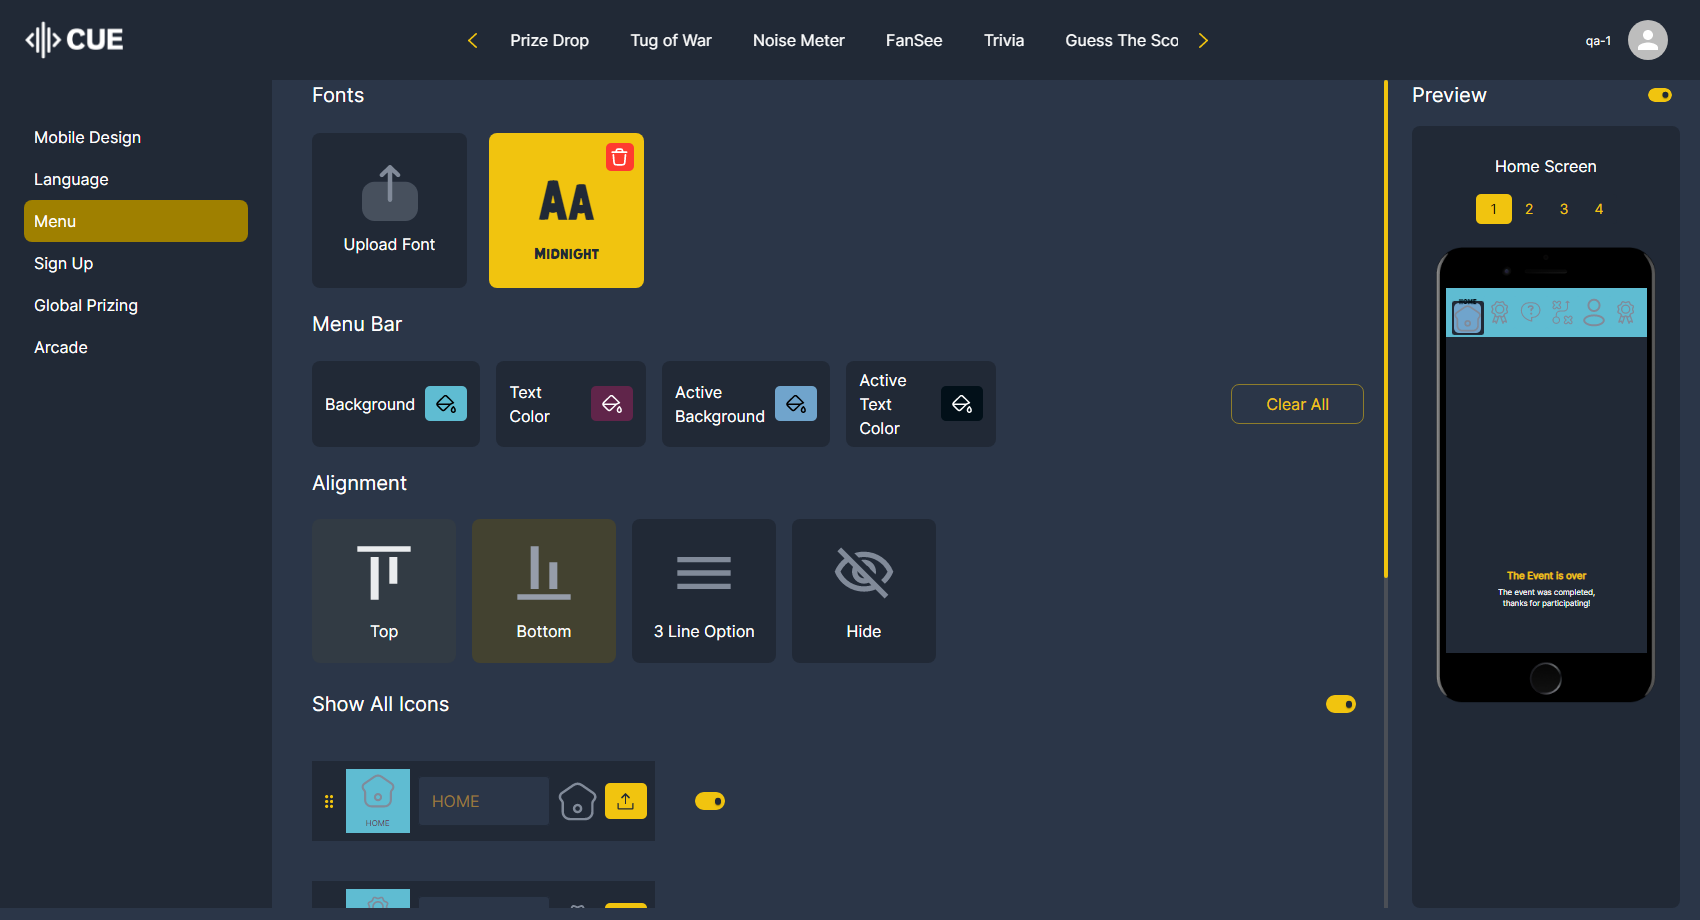 CUE
Prize Drop
Tug of War
Noise Meter
FanSee
Trivia
Guess The Sco
qa-1
Mobile Design
Language
Menu
Sign Up
Global Prizing
Arcade
Fonts
Upload Font
AA
MIDNIGHT
Menu Bar
Background
Text
Color
Active
Background
Active
Text
Color
Clear All
Alignment
Top
Bottom
3 Line Option
Hide
Show All Icons
HOME
HOME
Preview
Home Screen
1 2 3 4
HOME
The Event is over
The event was completed,
thanks for participating!